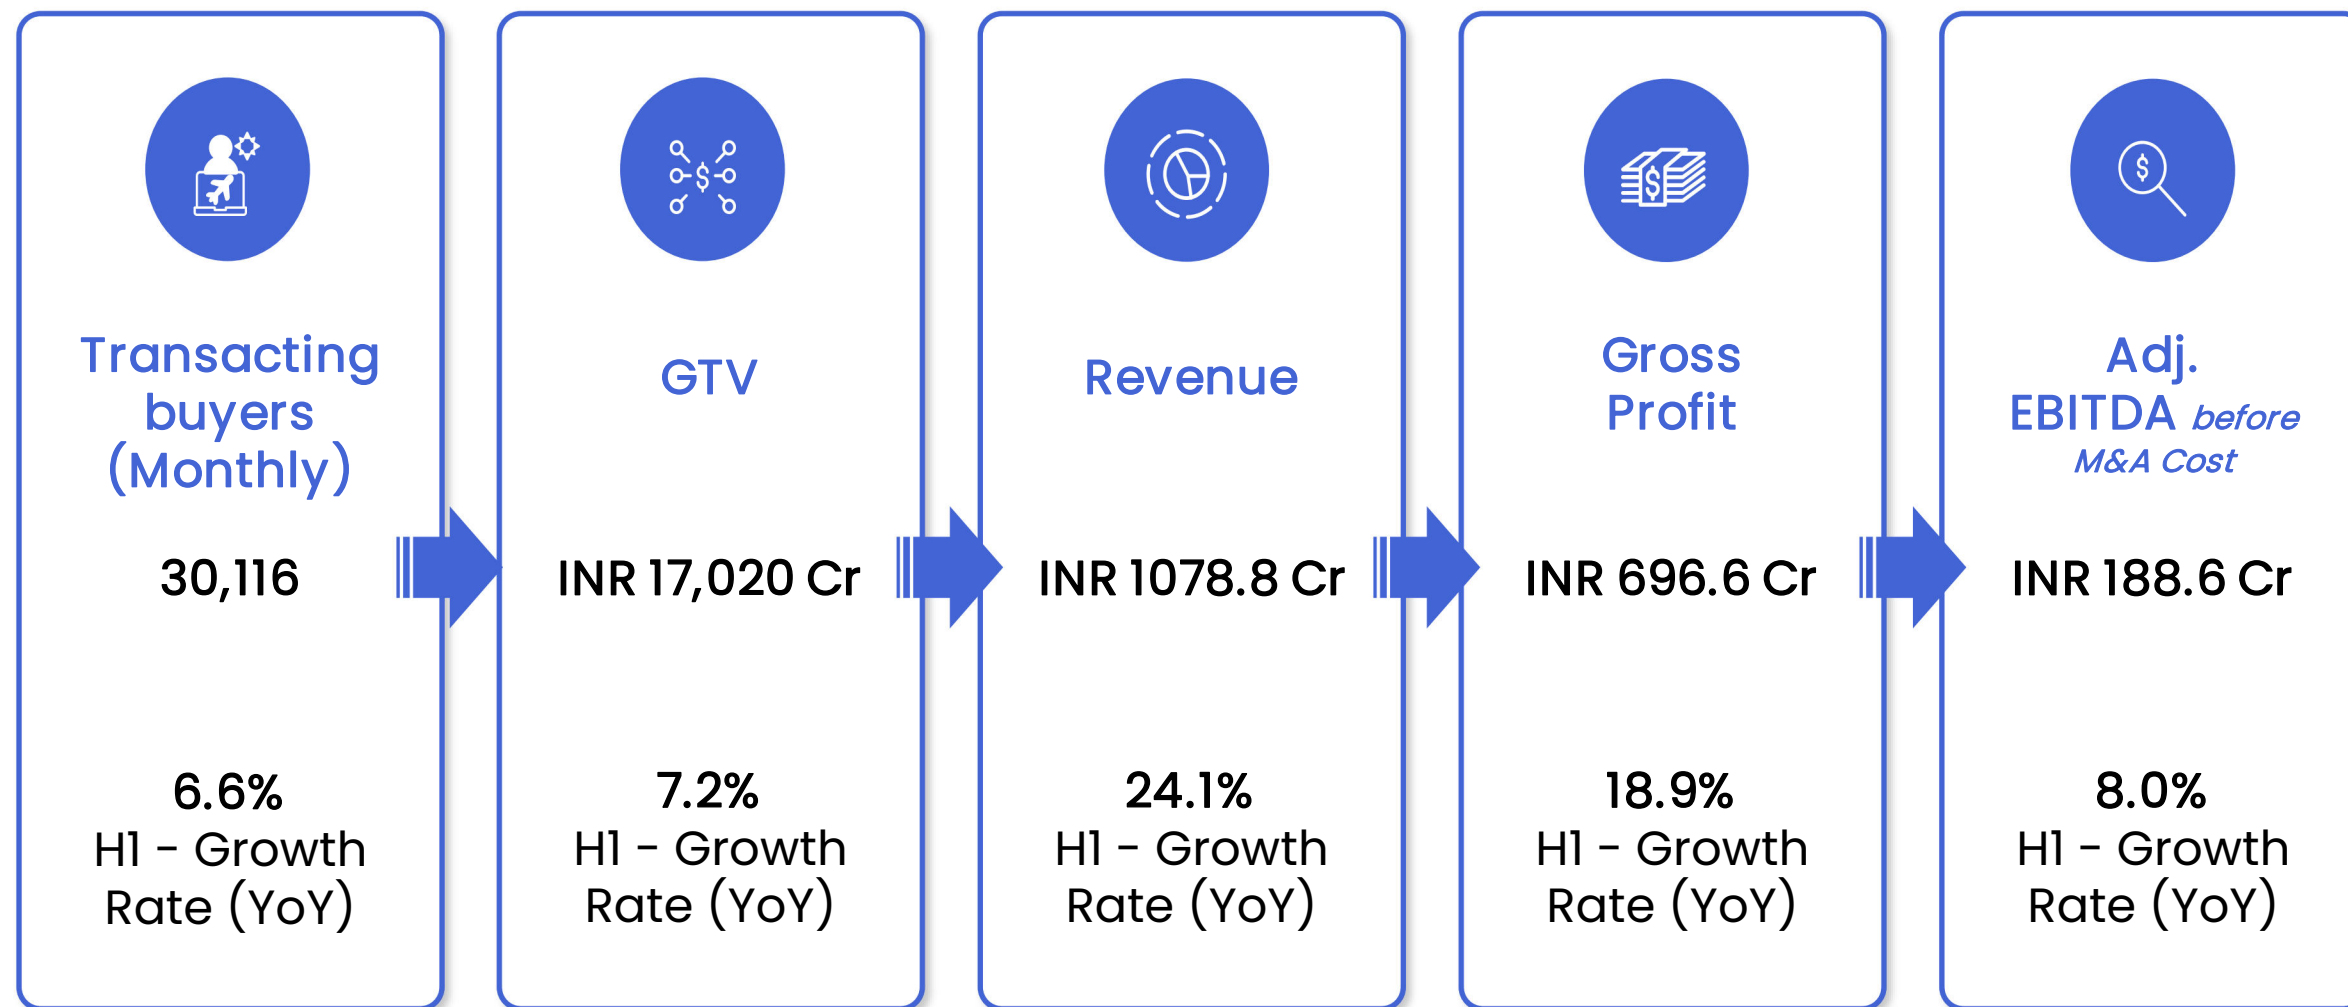 Transacting
buyers
(Monthly)
30,116
6.6%
H1 - Growth
Rate (YoY)
GTV
INR 17,020 Cr
7.2%
H1 - Growth
Rate (YoY)
Revenue
INR 1078.8 Cr
24.1%
H1 - Growth
Rate (YoY)
Gross
Profit
INR 696.6 Cr
18.9%
H1 - Growth
Rate (YoY)
Adj.
EBITDA before
M&A Cost
INR 188.6 Cr
8.0%
H1 - Growth
Rate (YoY)